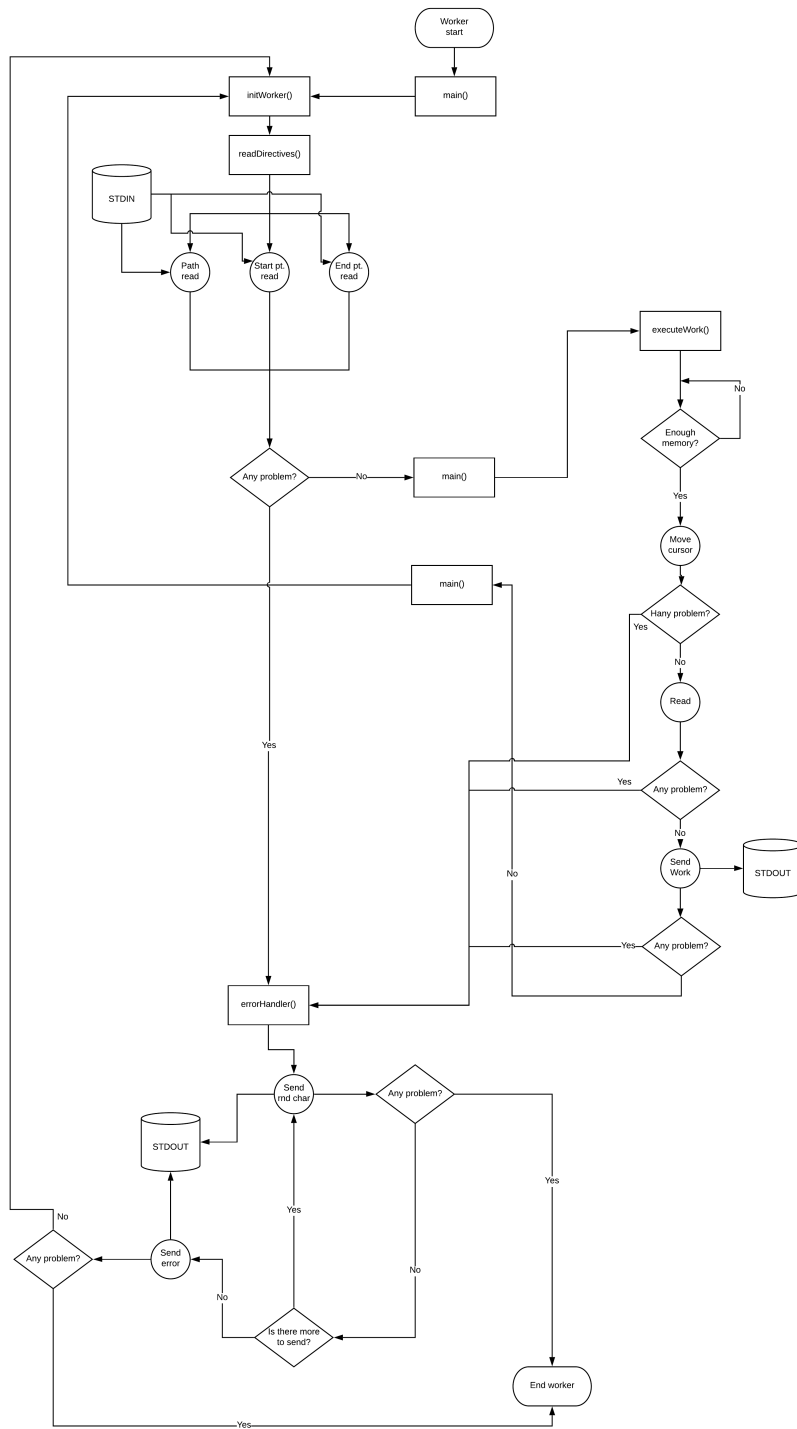 Worker
start
initWorker()
main()
readDirectives()
STDIN
Path
read
Start pt.
read
End pt.
read
executeWork()
No
Enough
memory?
Any problem?
No
main()
Yes
Move
cursor
main()
Hany problem?
Yes
No
Read
Yes
Yes
Any problem?
No
Send
Work
STDOUT
No
Yes
Any problem?
errorHandler()
Send
rnd char
Any problem?
STDOUT
Yes
Yes
No
Any problem?
Send
error
No
No
Is there more
to send?
End worker
Yes